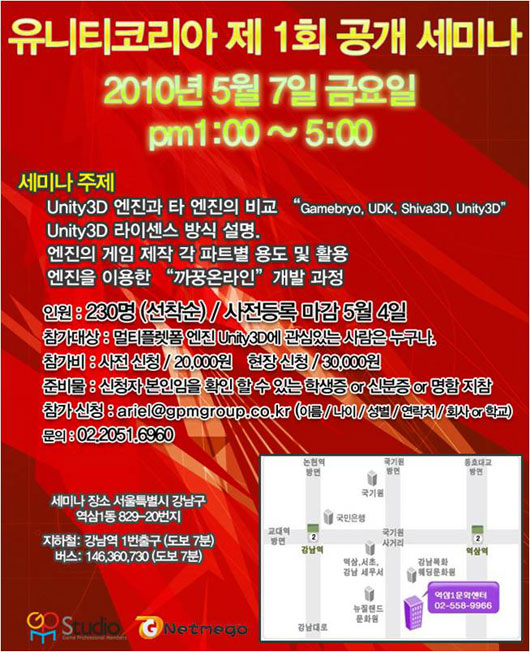 유니티코리아 제 1회 공개 세미나
2010년 5월 7일 금요일
pm1:00 ~ 5:00
세미나 주제
Unity3D 엔진과 타 엔진의 비교 “Gamebryo, UDK, Shiva3D, Unity3D”
Unity3D 라이센스 방식 설명.
엔진의 게임 제작 각 파트별 용도 및 활용
엔진을 이용한 “까꿍온라인” 개발 과정
인원 : 230명 (선착순) / 사전등록 마감 5월 4일
참가대상 : 멀티플렛폼 엔진 Unity3D에 관심있는 사람은 누구나.
참가비 : 사전 신청 / 20,000원 현장 신청 / 30,000원
준비물 : 신청자 본인임을 확인 할 수 있는 학생증 or 신분증 or 명함 지참
참가 신청 : ariel@gpmgroup.co.kr (이름 / 나이 / 성별 / 연락처 / 회사 or 학교)
문의 : 02.2051.6960
세미나 장소 서울특별시 강남구
역삼1동 829-20번지
지하철: 강남역 1번출구 (도보 7분)
버스: 146,360,730 (도보 7분)
GPM Studio
Game Professional Members
Netmego
논현역
방면
국기원
방면
종효대교
방면
국기원
국민은행
교대역
방면
2
강남역
국기원
사거리
2
역삼역
역삼,서초,
강남 세무서
강남목화
웨딩문화원
뉴질랜드
문화원
강남대로
역삼1문화센터
02-558-9966